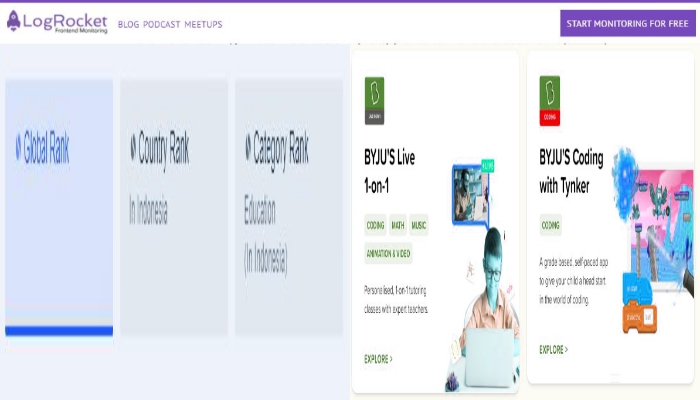 LogRocket
Frontend Monitoring
BLOG PODCAST MEETUPS
START MONITORING FOR FREE
Global Rank
Country Rank
In Indonesia
Category Rank
Education
(In Indonesia)
BYJU'S Live
1-on-1
CODING MATH MUSIC
ANIMATION & VIDEO
Personalised, 1-on-1 tutoring
classes with expert teachers.
EXPLORE >
CODING
BYJU'S Coding
with Tynker
CODING
A grade based, self-paced app
to give your child a head start
in the world of coding.
EXPLORE >